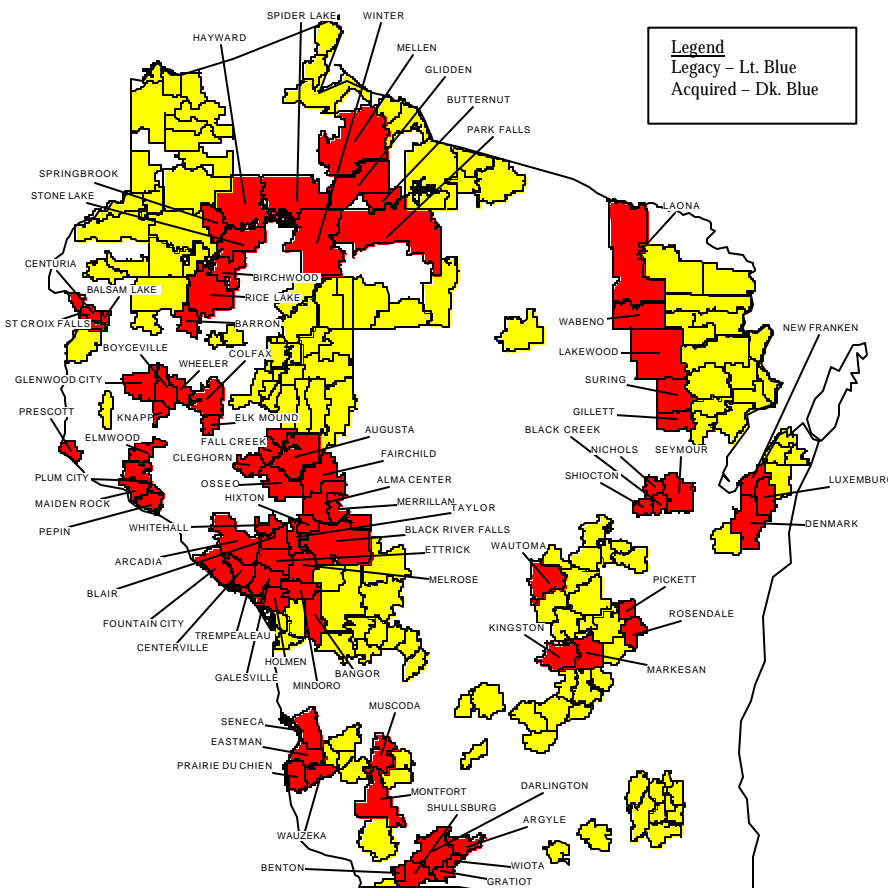 SPIDER LAKE
WINTER
HAYWARD
MELLEN
GLIDDEN
BUTTERNUT
PARK FALLS
Legend
Legacy – Lt. Blue
Acquired – Dk. Blue
SPRINGBROOK
STONE LAKE
LAONA
CENTURIA
BIRCHWOOD
BALSAM LAKE
RICE LAKE
ST CROIX FALLS
BARRON
WABENO
NEW FRANKEN
BOYCEVILLE
WHEELER
COLFAX
LAKEWOOD
GLENWOOD CITY
SURING
PRESCOTT
KNAPP
ELK MOUND
GILLETT
ELMWOOD
FALL CREEK
AUGUSTA
BLACK CREEK
CLEGHORN
FAIRCHILD
NICHOLS
SEYMOUR
PLUM CITY
OSSEO
ALMA CENTER
SHIOCTON
LUXEMBURG
MAIDEN ROCK
HIXTON
MERRILLAN
TAYLOR
PEPIN
WHITEHALL
BLACK RIVER FALLS
DENMARK
ARCADIA
ETTRICK
WAUTOMA
BLAIR
MELROSE
PICKETT
FOUNTAIN CITY
TREMPEALEAU
KINGSTON
ROSENDALE
CENTERVILLE
HOLMEN
MARKESAN
GALESVILLE
MINDORO
BANGOR
SENECA
MUSCODA
EASTMAN
PRAIRIE DU CHIEN
MONTFORT
DARLINGTON
SHULLSBURG
ARGYLE
WAUZEKA
BENTON
WIOTA
GRATIOT